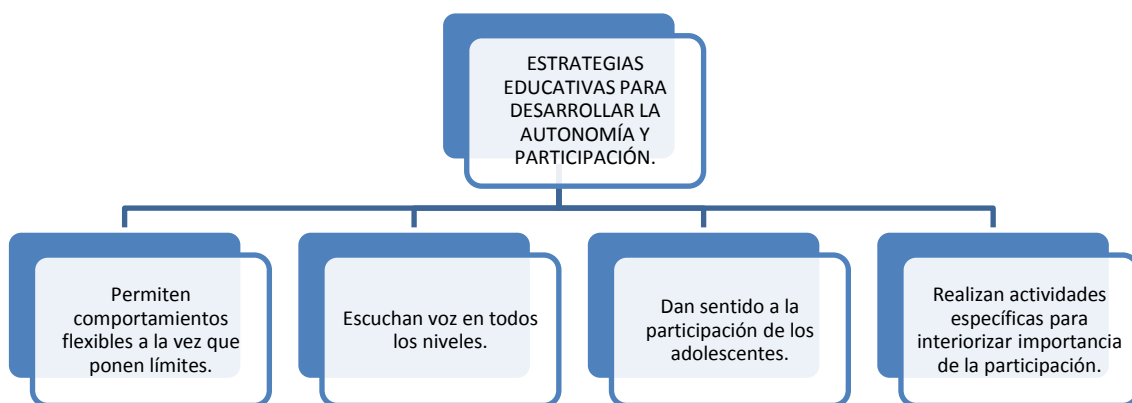 ESTRATEGIAS
EDUCATIVAS PARA
DESARROLLAR LA
AUTONOMÍA Y
PARTICIPACIÓN.
Permiten
comportamientos
flexibles a la vez que
ponen límites.
Escuchan voz en todos
los niveles.
Dan sentido a la
participación de los
adolescentes.
Realizan actividades
específicas para
interiorizar importancia
de la participación.